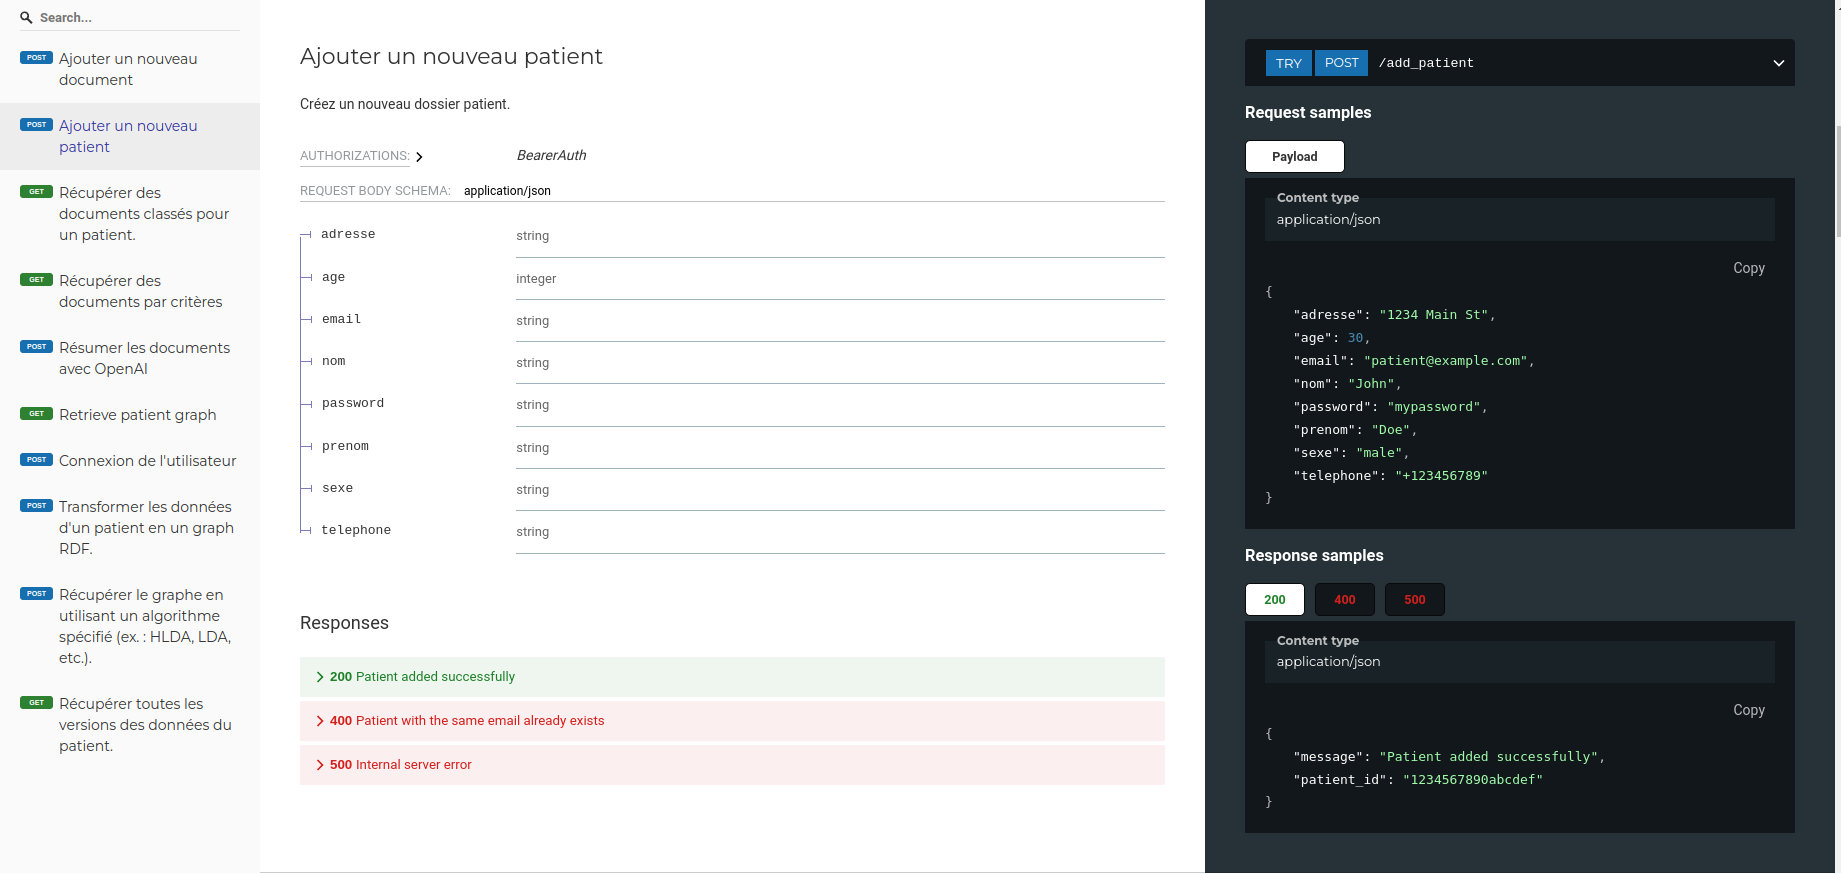 Search...
POST Ajouter un nouveau
document
POST Ajouter un nouveau
patient
GET Récupérer des
documents classés pour
un patient.
GET Récupérer des
documents par critères
POST Résumer les documents
avec OpenAI
GET Retrieve patient graph
POST Connexion de l'utilisateur
POST Transformer les données
d'un patient en un graph
RDF.
POST Récupérer le graphe en
utilisant un algorithme
spécifié (ex. : HLDA, LDA,
etc.).
GET Récupérer toutes les
versions des données du
patient.
Ajouter un nouveau patient
Créez un nouveau dossier patient.
AUTHORIZATIONS: BearerAuth
REQUEST BODY SCHEMA: application/json
adresse string
age integer
email string
nom string
password string
prenom string
sexe string
telephone string
Responses
200 Patient added successfully
400 Patient with the same email already exists
500 Internal server error
TRY POST /add_patient
Request samples
Payload
Content type
application/json
Copy
{
"adresse": "1234 Main St",
"age": 30,
"email": "patient@example.com",
"nom": "John",
"password": "mypassword",
"prenom": "Doe",
"sexe": "male",
"telephone": "+123456789"
}
Response samples
200 400 500
Content type
application/json
Copy
{
"message": "Patient added successfully",
"patient_id": "1234567890abcdef"
}